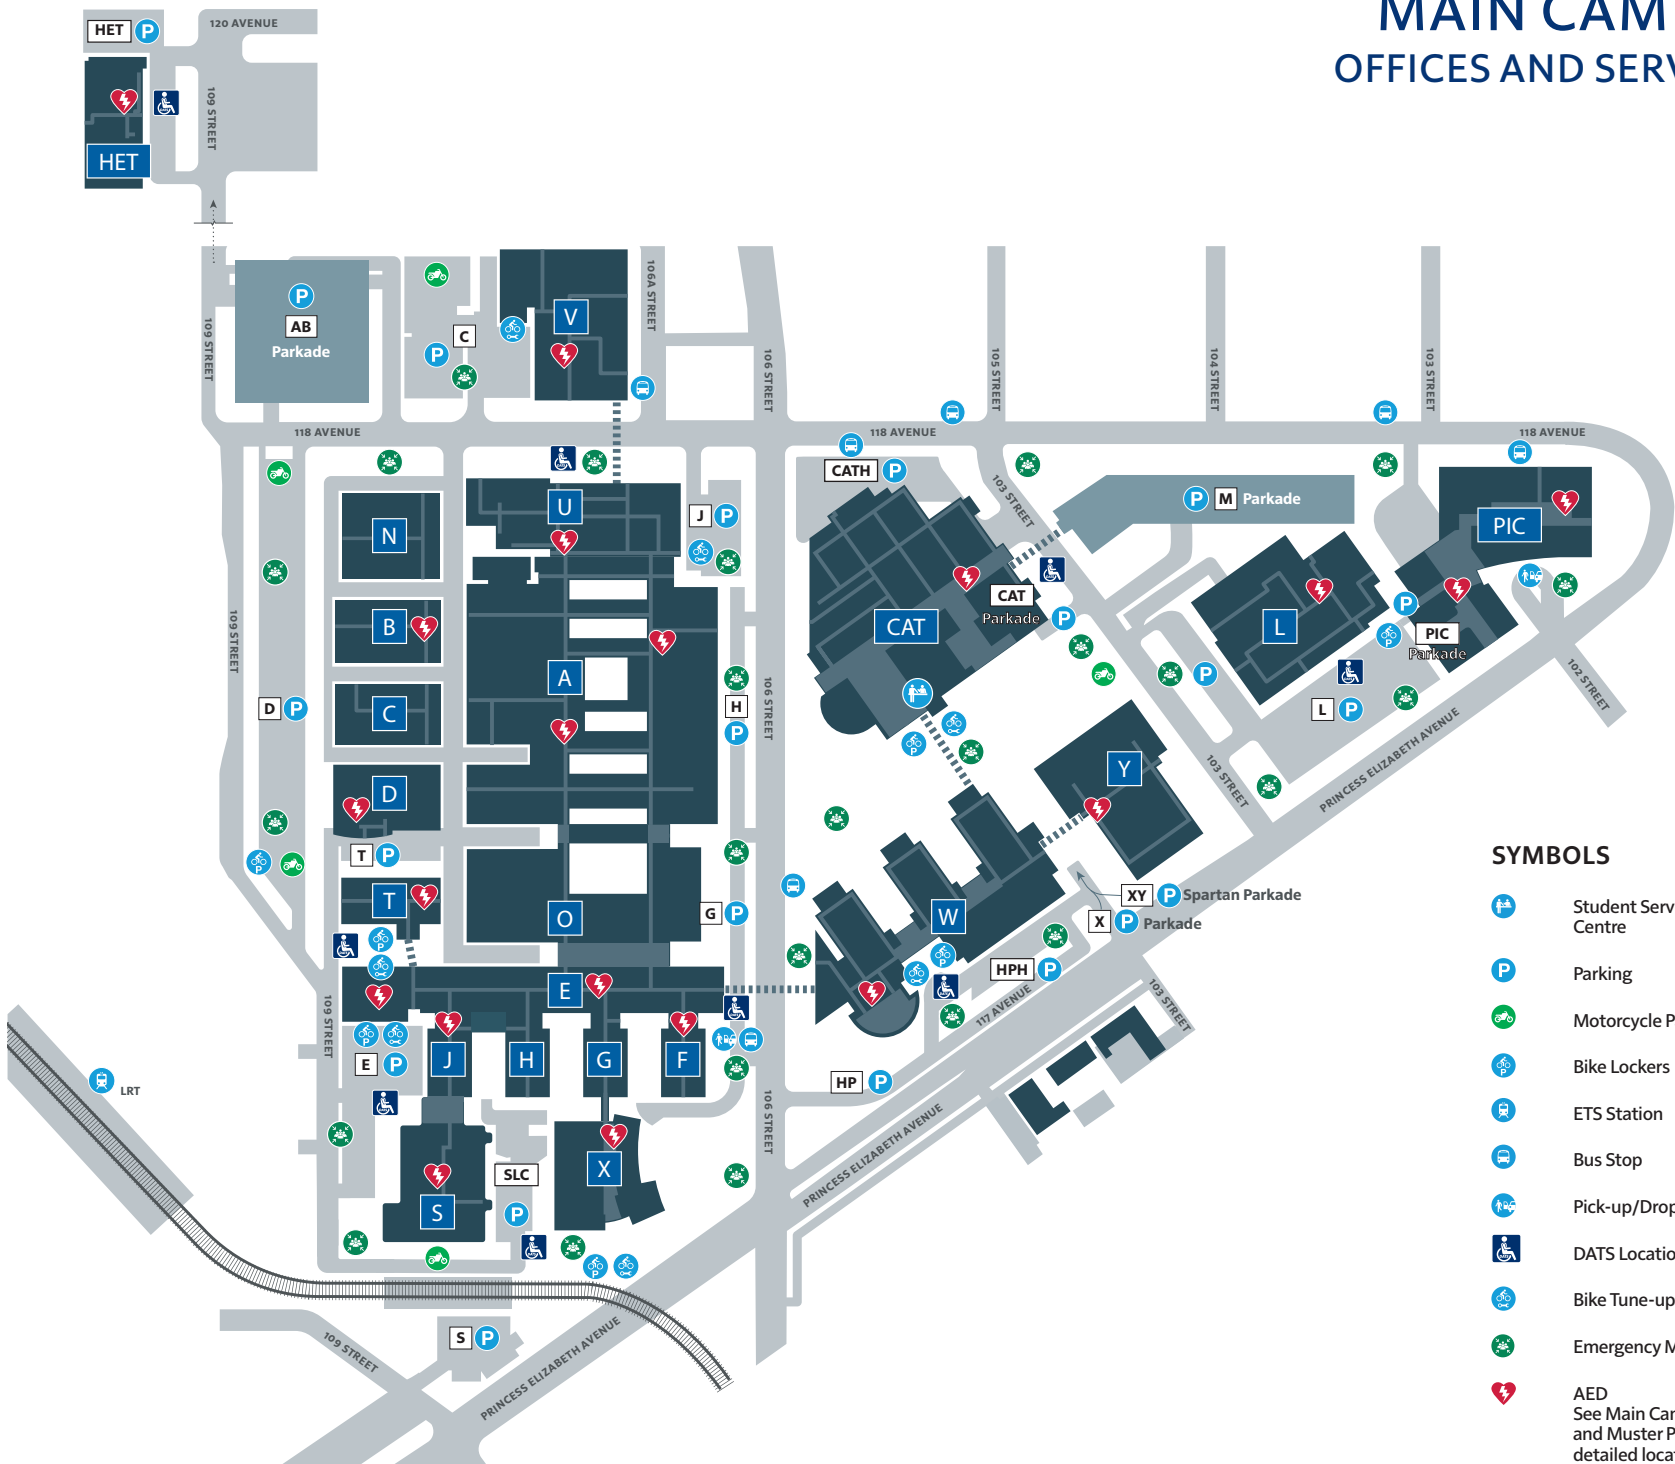 MAIN CAM
OFFICES AND SERV
HET P
120 AVENUE
109 STREET
HET
109 STREET
P
AB
Parkade
C
P
V
106A STREET
106 STREET
105 STREET
104 STREET
103 STREET
118 AVENUE
118 AVENUE
118 AVENUE
CATH P
103 STREET
P M Parkade
PIC
N
U
J P
B
A
CAT
CAT
Parkade P
L
P
PIC
Parkade
102 STREET
109 STREET
C
D P
H
P
106 STREET
P
L P
D
Y
103 STREET
PRINCESS ELIZABETH AVENUE
T P
T
O
G P
W
XY P Spartan Parkade
X P Parkade
HPH P
117 AVENUE
103 STREET
E
109 STREET
E P
J
H
G
F
HP P
LRT
106 STREET
PRINCESS ELIZABETH AVENUE
S
SLC
P
X
S P
109 STREET
PRINCESS ELIZABETH AVENUE
SYMBOLS
Student Serv
Centre
P Parking
Motorcycle P
Bike Lockers
ETS Station
Bus Stop
Pick-up/Drop
DATS Locatio
Bike Tune-up
Emergency M
AED
See Main Car
and Muster P
detailed locat